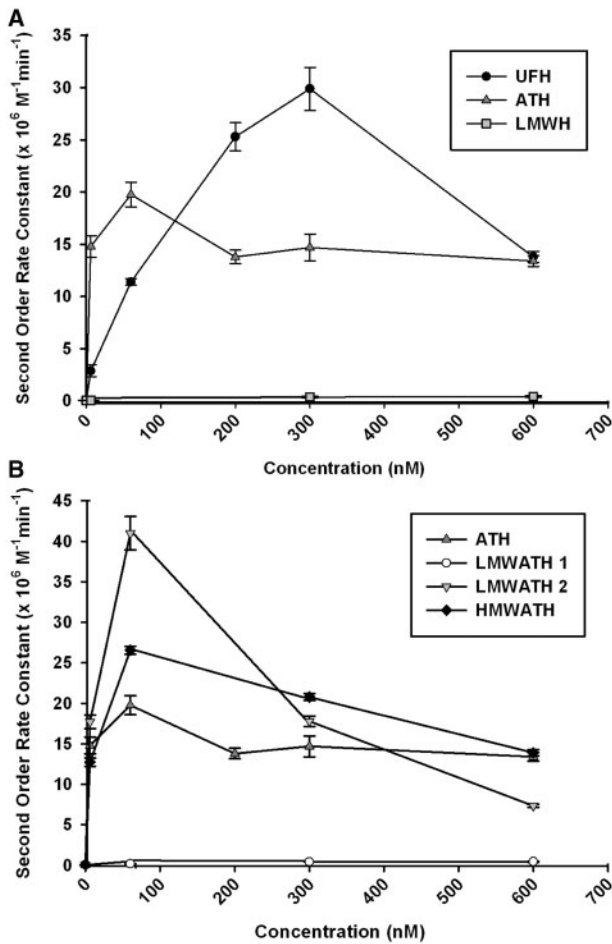 A
Second Order Rate Constant (x 10⁶ M⁻¹min⁻¹)
35
30
25
20
15
10
5
0
UFH
ATH
LMWH
0
100
200
300
400
500
600
700
Concentration (nM)
B
Second Order Rate Constant (x 10⁶ M⁻¹min⁻¹)
45
40
35
30
25
20
15
10
5
0
ATH
LMWATH 1
LMWATH 2
HMWATH
0
100
200
300
400
500
600
700
Concentration (nM)